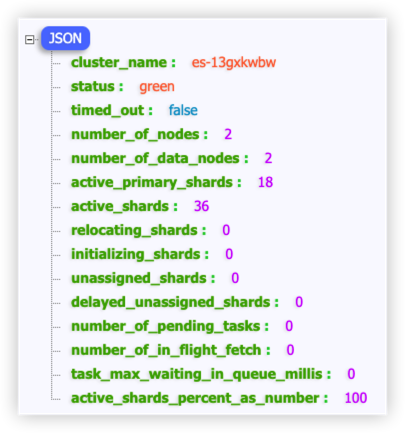 JSON
cluster_name : es-13gxkwbw
status : green
timed_out : false
number_of_nodes : 2
number_of_data_nodes : 2
active_primary_shards : 18
active_shards : 36
relocating_shards : 0
initializing_shards : 0
unassigned_shards : 0
delayed_unassigned_shards : 0
number_of_pending_tasks : 0
number_of_in_flight_fetch : 0
task_max_waiting_in_queue_millis : 0
active_shards_percent_as_number : 100